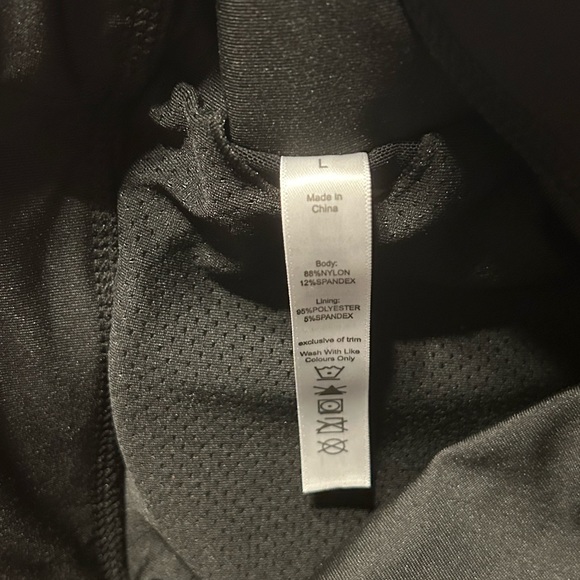 L
Made in
China
Body:
88%NYLON
12%SPANDEX
Lining:
95%POLYESTER
5%SPANDEX
exclusive of trim
Wash With Like
Colours Only